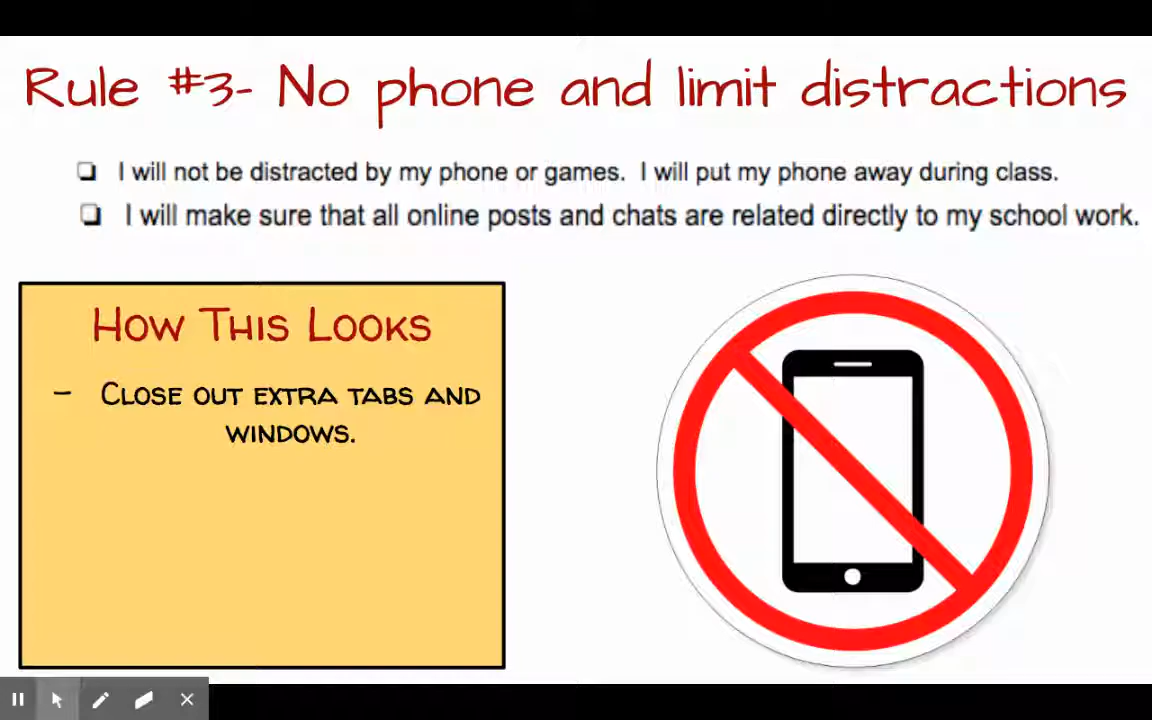 Rule #3- No phone and limit distractions
I will not be distracted by my phone or games. I will put my phone away during class.
I will make sure that all online posts and chats are related directly to my school work.
How This Looks
- Close out extra tabs and
windows.